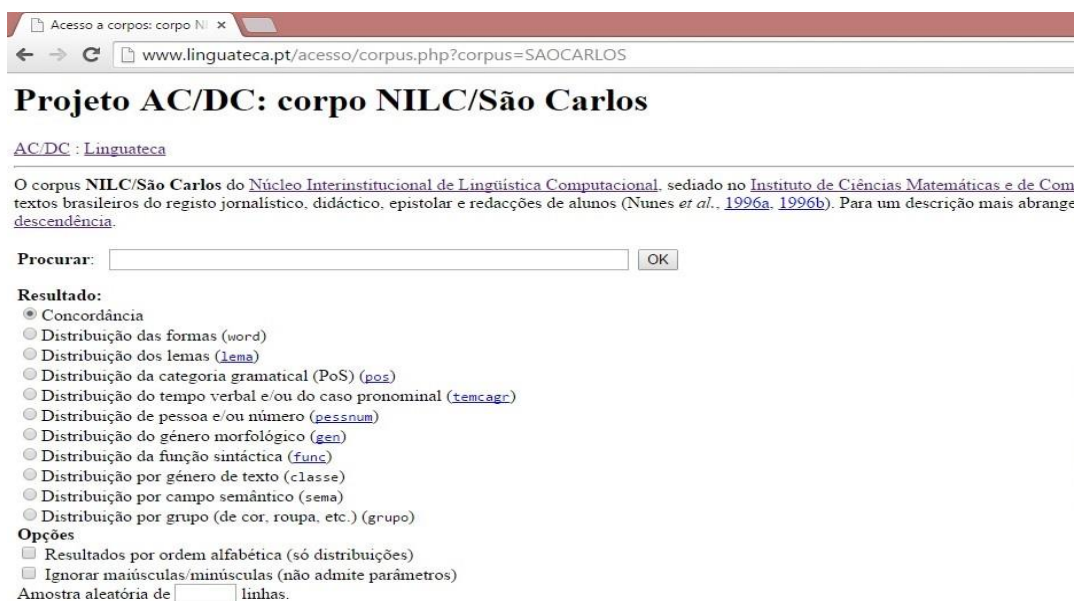 Acesso a corpos: corpo NI
www.linguateca.pt/acesso/corpus.php?corpus=SAOCARLOS
Projeto AC/DC: corpo NILC/São Carlos
AC/DC : Linguateca
O corpus NILC/São Carlos do Núcleo Interinstitucional de Lingüística Computacional, sediado no Instituto de Ciências Matemáticas e de Com
textos brasileiros do registo jornalístico, didáctico, epistolar e redacções de alunos (Nunes et al., 1996a, 1996b). Para um descrição mais abrange
descendência.
Procurar: OK
Resultado:
Concordância
Distribuição das formas (word)
Distribuição dos lemas (lema)
Distribuição da categoria gramatical (PoS) (pos)
Distribuição do tempo verbal e/ou do caso pronominal (temcagr)
Distribuição de pessoa e/ou número (pessnum)
Distribuição do género morfológico (gen)
Distribuição da função sintáctica (func)
Distribuição por género de texto (classe)
Distribuição por campo semântico (sema)
Distribuição por grupo (de cor, roupa, etc.) (grupo)
Opções
Resultados por ordem alfabética (só distribuições)
Ignorar maiúsculas/minúsculas (não admite parâmetros)
Amostra aleatória de linhas.